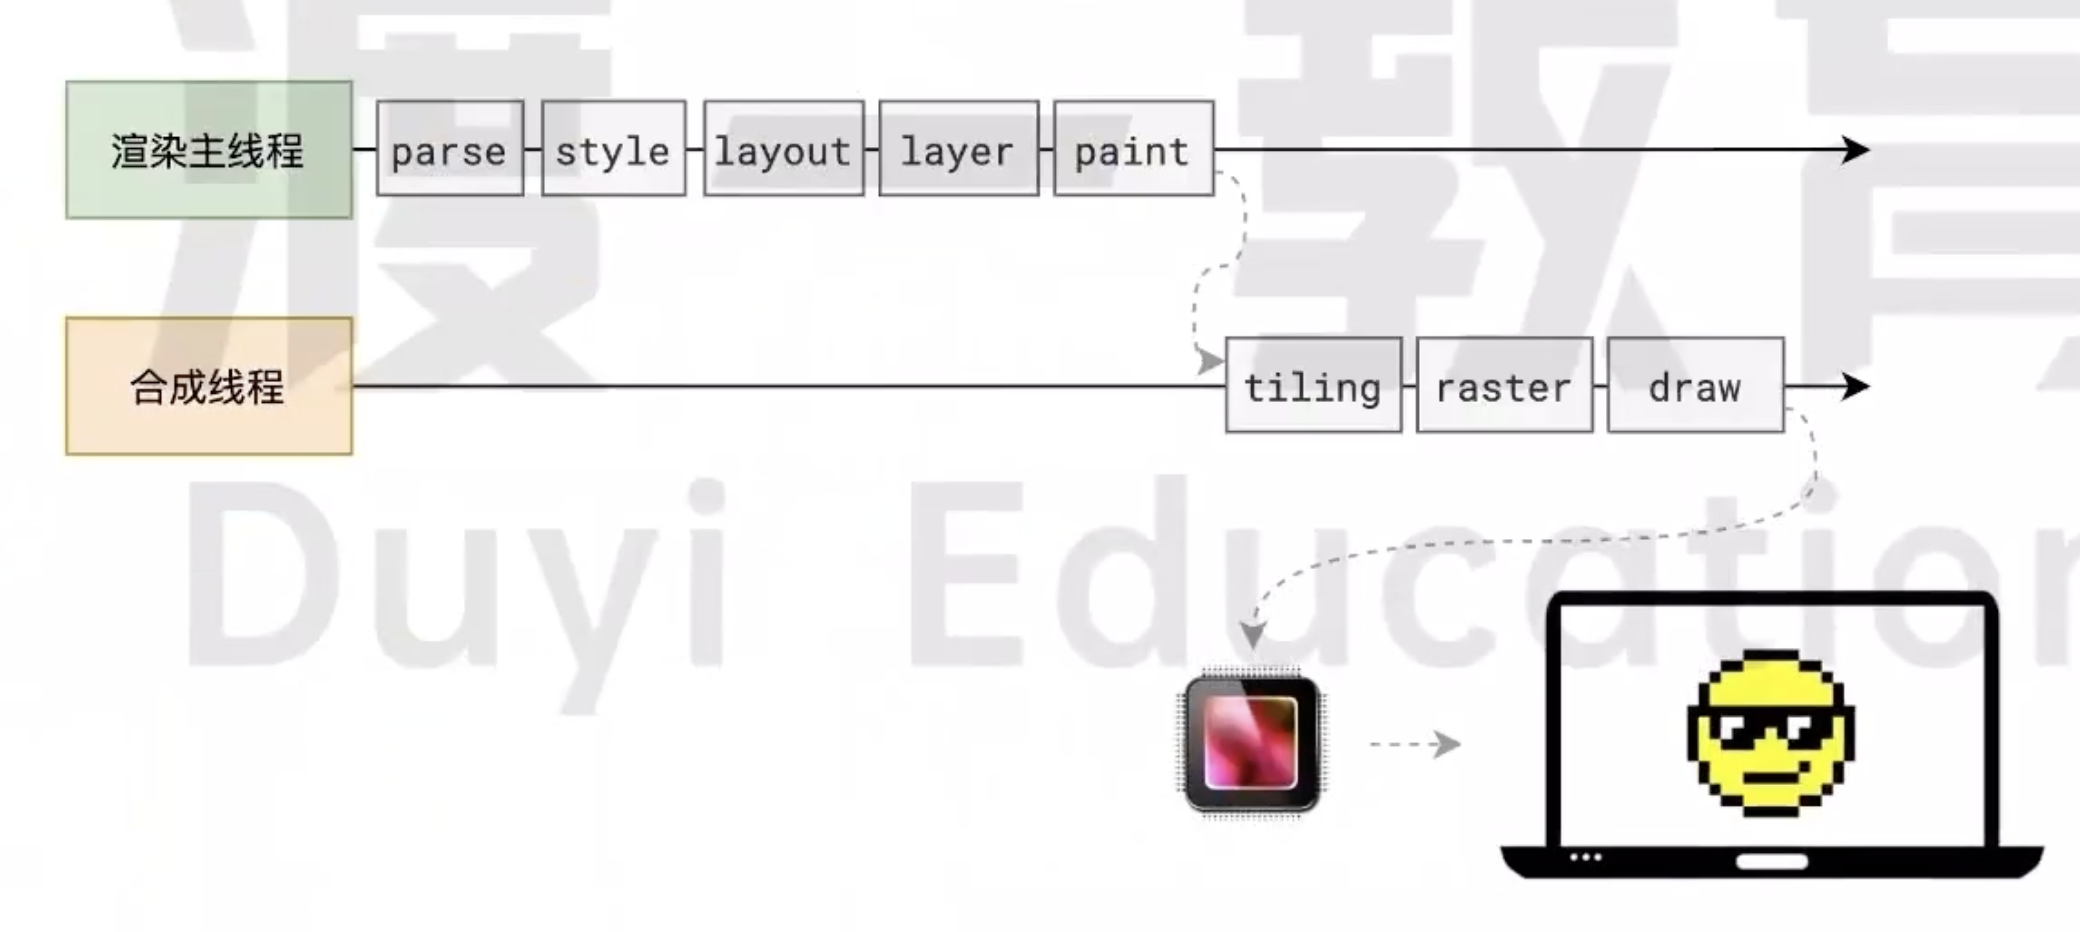 渡一教育
渲染主线程 parse style layout layer paint
合成线程 tiling raster draw
Duyi Education